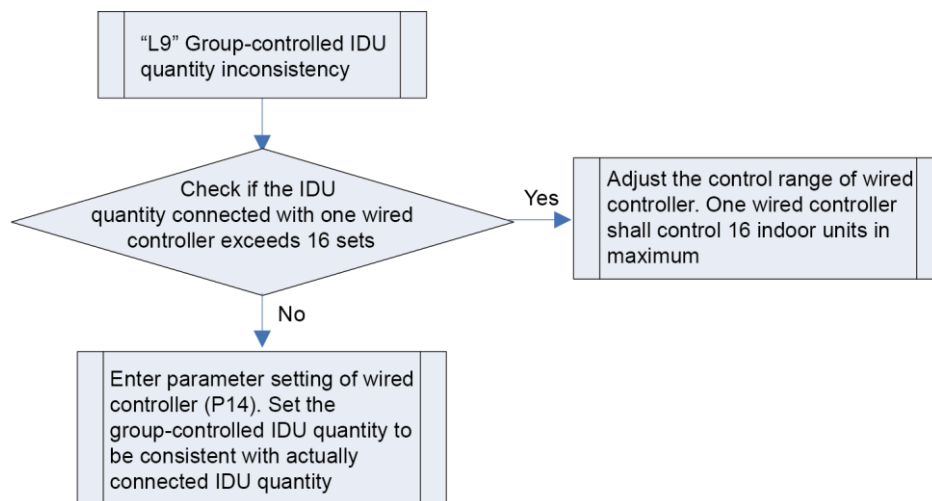 “L9” Group-controlled IDU
quantity inconsistency
Check if the IDU
quantity connected with one wired
controller exceeds 16 sets
Yes
Adjust the control range of wired
controller. One wired controller
shall control 16 indoor units in
maximum
No
Enter parameter setting of wired
controller (P14). Set the
group-controlled IDU quantity to
be consistent with actually
connected IDU quantity